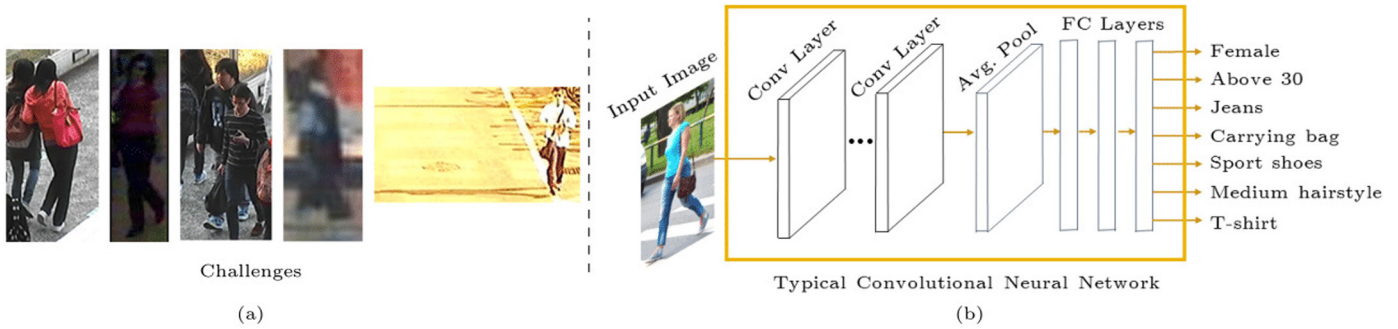 Challenges
(a)
Input Image
Conv Layer
Conv Layer
Avg. Pool
FC Layers
Female
Above 30
Jeans
Carrying bag
Sport shoes
Medium hairstyle
T-shirt
Typical Convolutional Neural Network
(b)